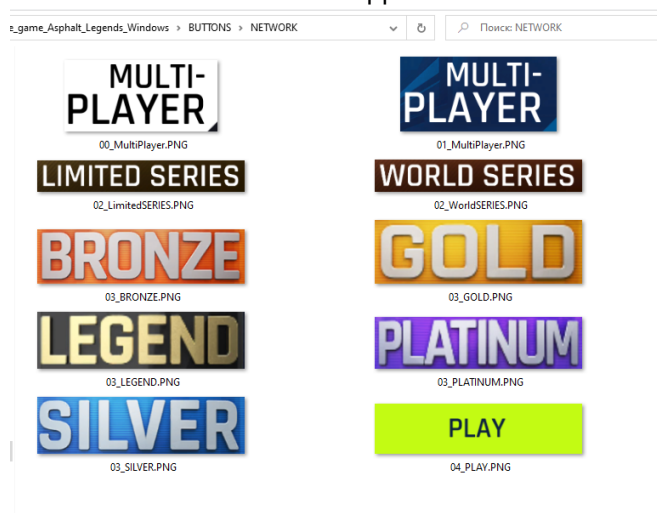 e_game_Asphalt_Legends_Windows > BUTTONS > NETWORK
Поиск: NETWORK
MULTI-
PLAYER
MULTI-
PLAYER
00_MultiPlayer.PNG
01_MultiPlayer.PNG
LIMITED SERIES
WORLD SERIES
02_LimitedSERIES.PNG
02_WorldSERIES.PNG
BRONZE
GOLD
03_BRONZE.PNG
03_GOLD.PNG
LEGEND
PLATINUM
03_LEGEND.PNG
03_PLATINUM.PNG
SILVER
PLAY
03_SILVER.PNG
04_PLAY.PNG